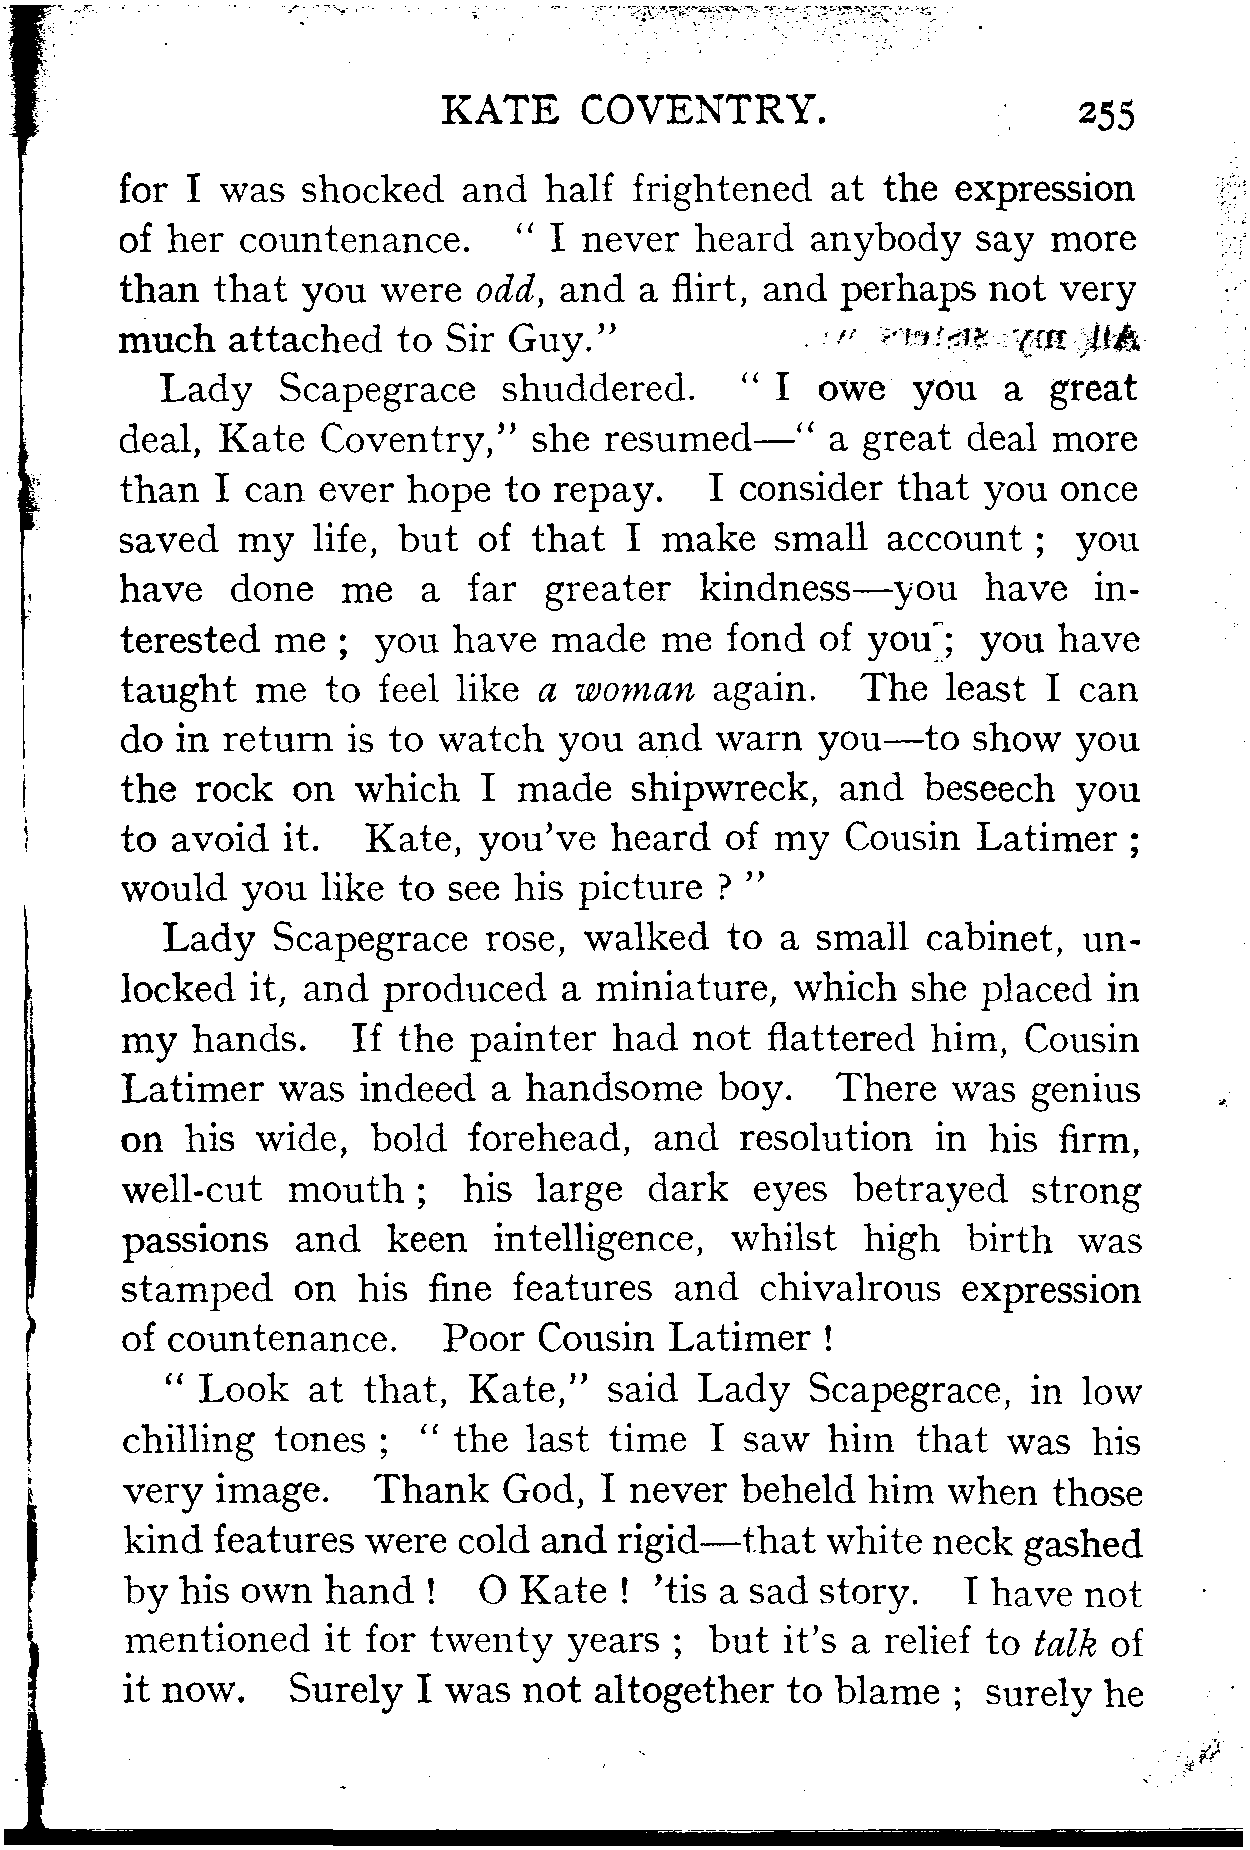 KATE COVENTRY. 255
for I was shocked and half frightened at the expression
of her countenance. " I never heard anybody say more
than that you were odd, and a flirt, and perhaps not very
much attached to Sir Guy."
Lady Scapegrace shuddered. " I owe you a great
deal, Kate Coventry," she resumed—" a great deal more
than I can ever hope to repay. I consider that you once
saved my life, but of that I make small account ; you
have done me a far greater kindness—you have in-
terested me ; you have made me fond of you ; you have
taught me to feel like a woman again. The least I can
do in return is to watch you and warn you—to show you
the rock on which I made shipwreck, and beseech you
to avoid it. Kate, you've heard of my Cousin Latimer ;
would you like to see his picture ? "
Lady Scapegrace rose, walked to a small cabinet, un-
locked it, and produced a miniature, which she placed in
my hands. If the painter had not flattered him, Cousin
Latimer was indeed a handsome boy. There was genius
on his wide, bold forehead, and resolution in his firm,
well-cut mouth ; his large dark eyes betrayed strong
passions and keen intelligence, whilst high birth was
stamped on his fine features and chivalrous expression
of countenance. Poor Cousin Latimer !
" Look at that, Kate," said Lady Scapegrace, in low
chilling tones ; " the last time I saw him that was his
very image. Thank God, I never beheld him when those
kind features were cold and rigid—that white neck gashed
by his own hand ! O Kate ! 'tis a sad story. I have not
mentioned it for twenty years ; but it's a relief to talk of
it now. Surely I was not altogether to blame ; surely he